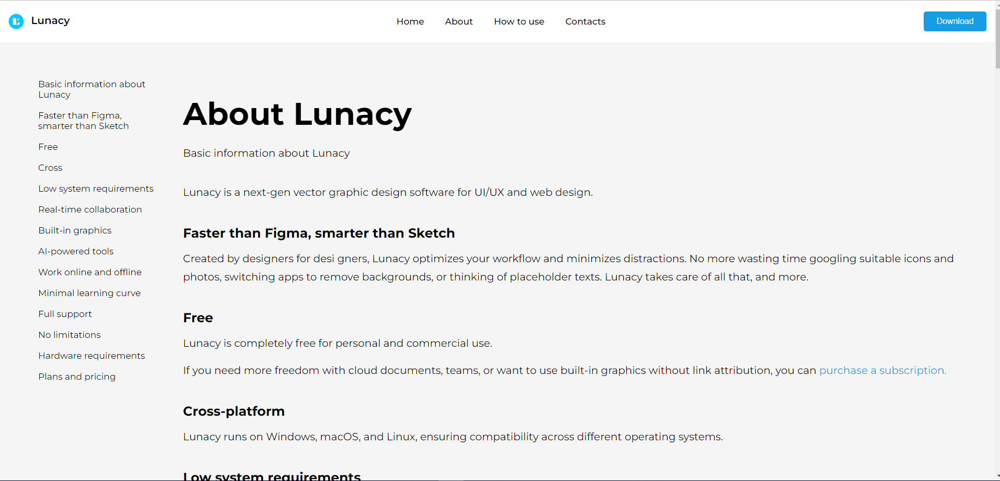 Lunacy
Home
About
How to use
Contacts
Download
Basic information about
Lunacy
Faster than Figma,
smarter than Sketch
Free
Cross
Low system requirements
Real-time collaboration
Built-in graphics
AI-powered tools
Work online and offline
Minimal learning curve
Full support
No limitations
Hardware requirements
Plans and pricing
About Lunacy
Basic information about Lunacy
Lunacy is a next-gen vector graphic design software for UI/UX and web design.
Faster than Figma, smarter than Sketch
Created by designers for desi gners, Lunacy optimizes your workflow and minimizes distractions. No more wasting time googling suitable icons and
photos, switching apps to remove backgrounds, or thinking of placeholder texts. Lunacy takes care of all that, and more.
Free
Lunacy is completely free for personal and commercial use.
If you need more freedom with cloud documents, teams, or want to use built-in graphics without link attribution, you can purchase a subscription.
Cross-platform
Lunacy runs on Windows, macOS, and Linux, ensuring compatibility across different operating systems.
Low system requirements